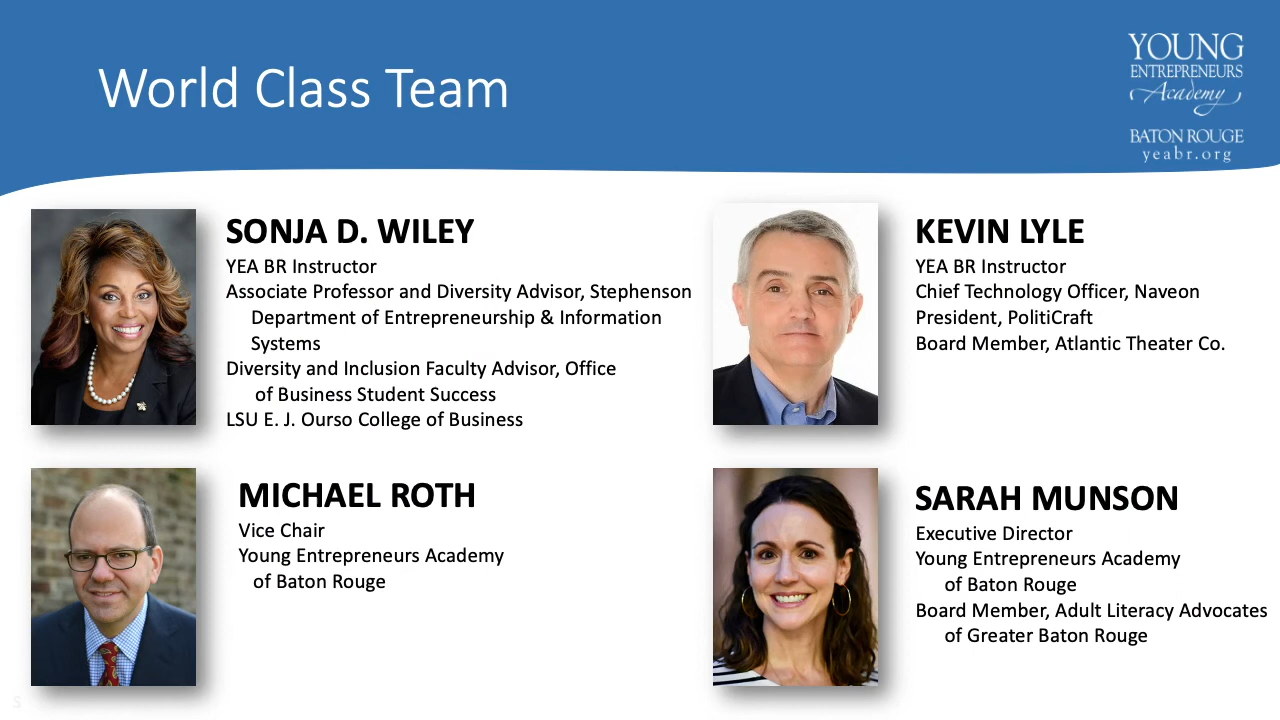 World Class Team
YOUNG
ENTREPRENEURS
Academy
BATON ROUGE
yeabr.org
SONJA D. WILEY
YEA BR Instructor
Associate Professor and Diversity Advisor, Stephenson
Department of Entrepreneurship & Information
Systems
Diversity and Inclusion Faculty Advisor, Office
of Business Student Success
LSU E. J. Ourso College of Business
KEVIN LYLE
YEA BR Instructor
Chief Technology Officer, Naveon
President, PolitiCraft
Board Member, Atlantic Theater Co.
MICHAEL ROTH
Vice Chair
Young Entrepreneurs Academy
of Baton Rouge
SARAH MUNSON
Executive Director
Young Entrepreneurs Academy
of Baton Rouge
Board Member, Adult Literacy Advocates
of Greater Baton Rouge
S